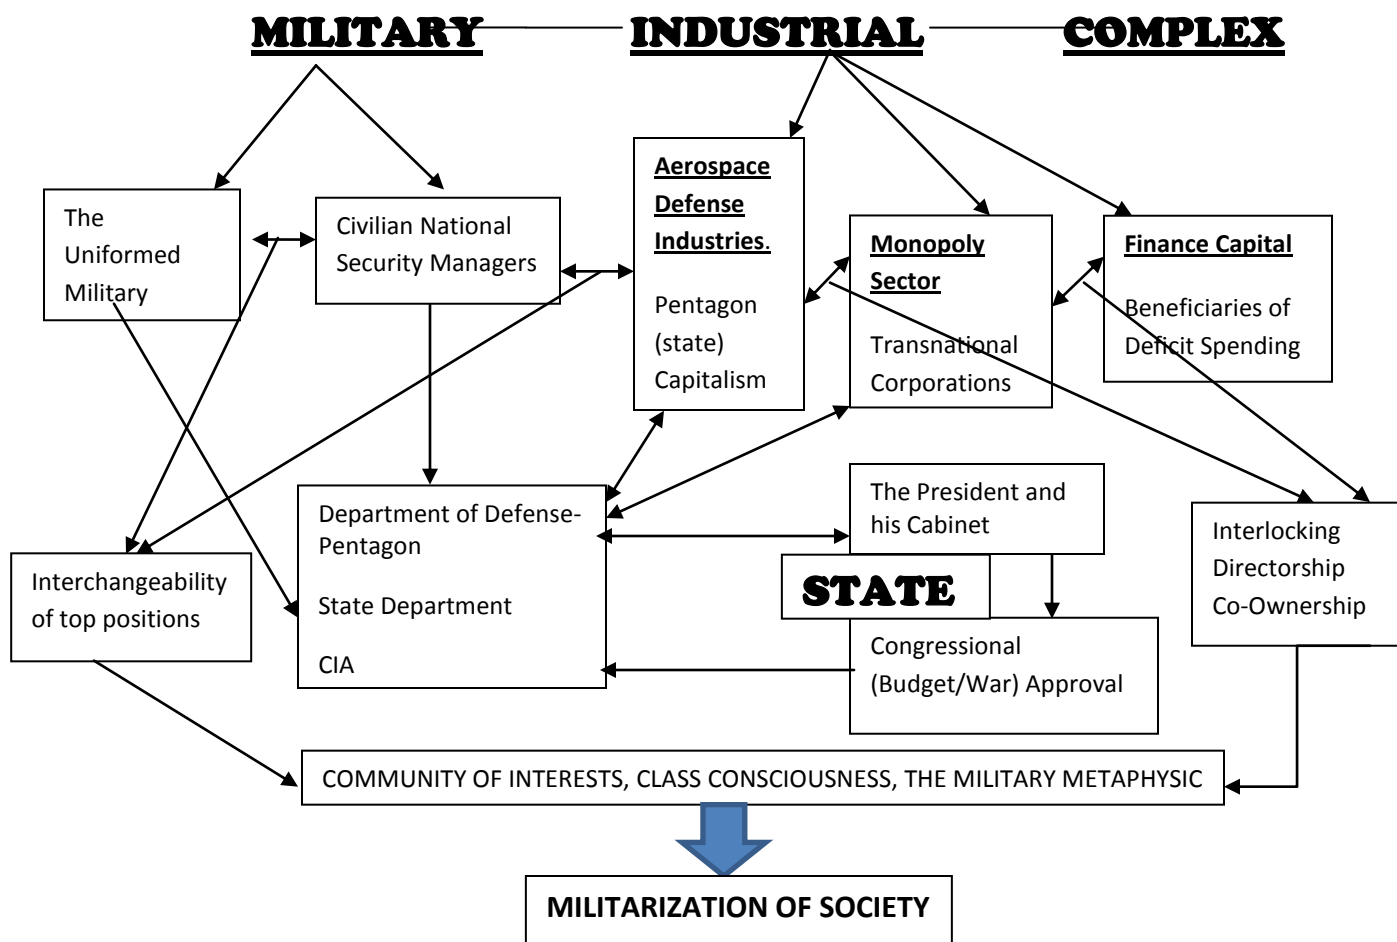 MILITARY INDUSTRIAL COMPLEX
The
Uniformed
Military
Civilian National
Security Managers
Aerospace
Defense
Industries.
Pentagon
(state)
Capitalism
Monopoly
Sector
Transnational
Corporations
Finance Capital
Beneficiaries of
Deficit Spending
Interchangeability
of top positions
Department of Defense-
Pentagon
State Department
CIA
The President and
his Cabinet
STATE
Congressional
(Budget/War) Approval
Interlocking
Directorship
Co-Ownership
COMMUNITY OF INTERESTS, CLASS CONSCIOUSNESS, THE MILITARY METAPHYSIC
MILITARIZATION OF SOCIETY